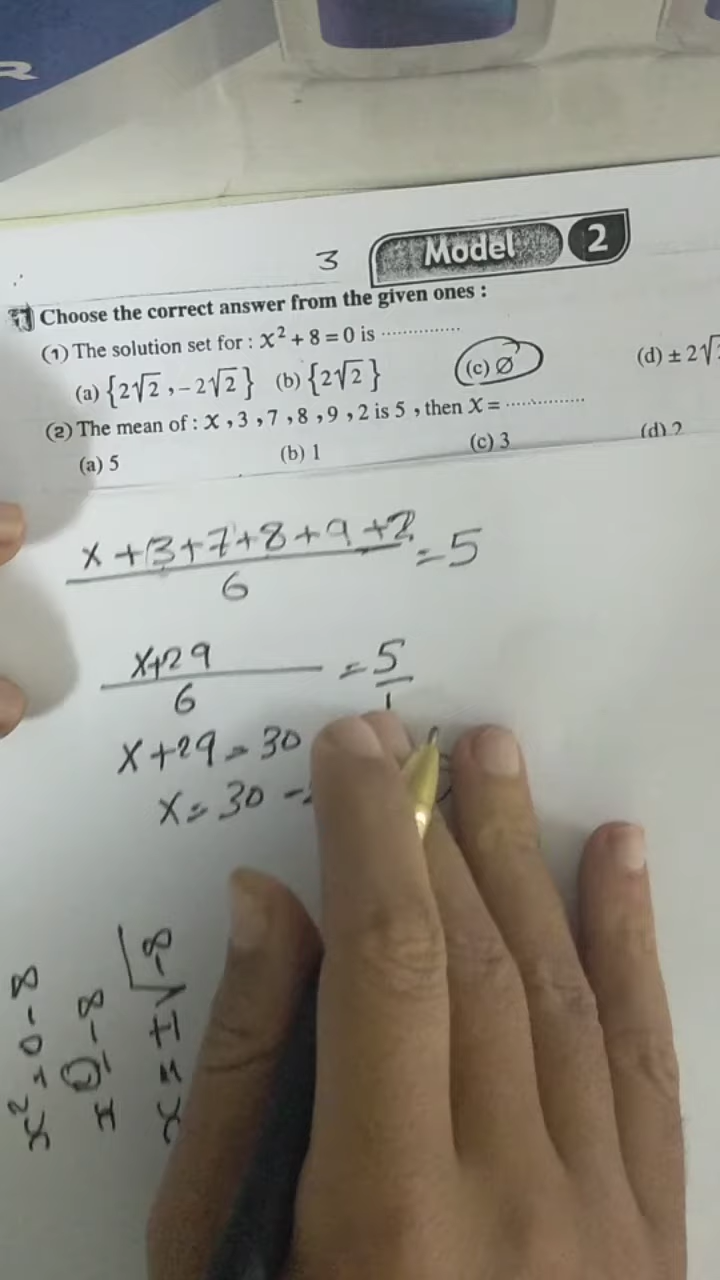 R
3 Model 2
Choose the correct answer from the given ones :
(1) The solution set for : x² + 8 = 0 is ...............
(a) {2√2 , – 2√2 } (b) {2√2 } (c) Ø (d) ± 2√
(2) The mean of : x , 3 , 7 , 8 , 9 , 2 is 5 , then x = ...............
(a) 5 (b) 1 (c) 3 (d) 2
x + 3 + 7 + 8 + 9 + 2 = 5
6
x+29 = 5
6 1
x + 29 = 30
x = 30 -
x² = 0 - 8
= 0 - 8
x = ± √-8